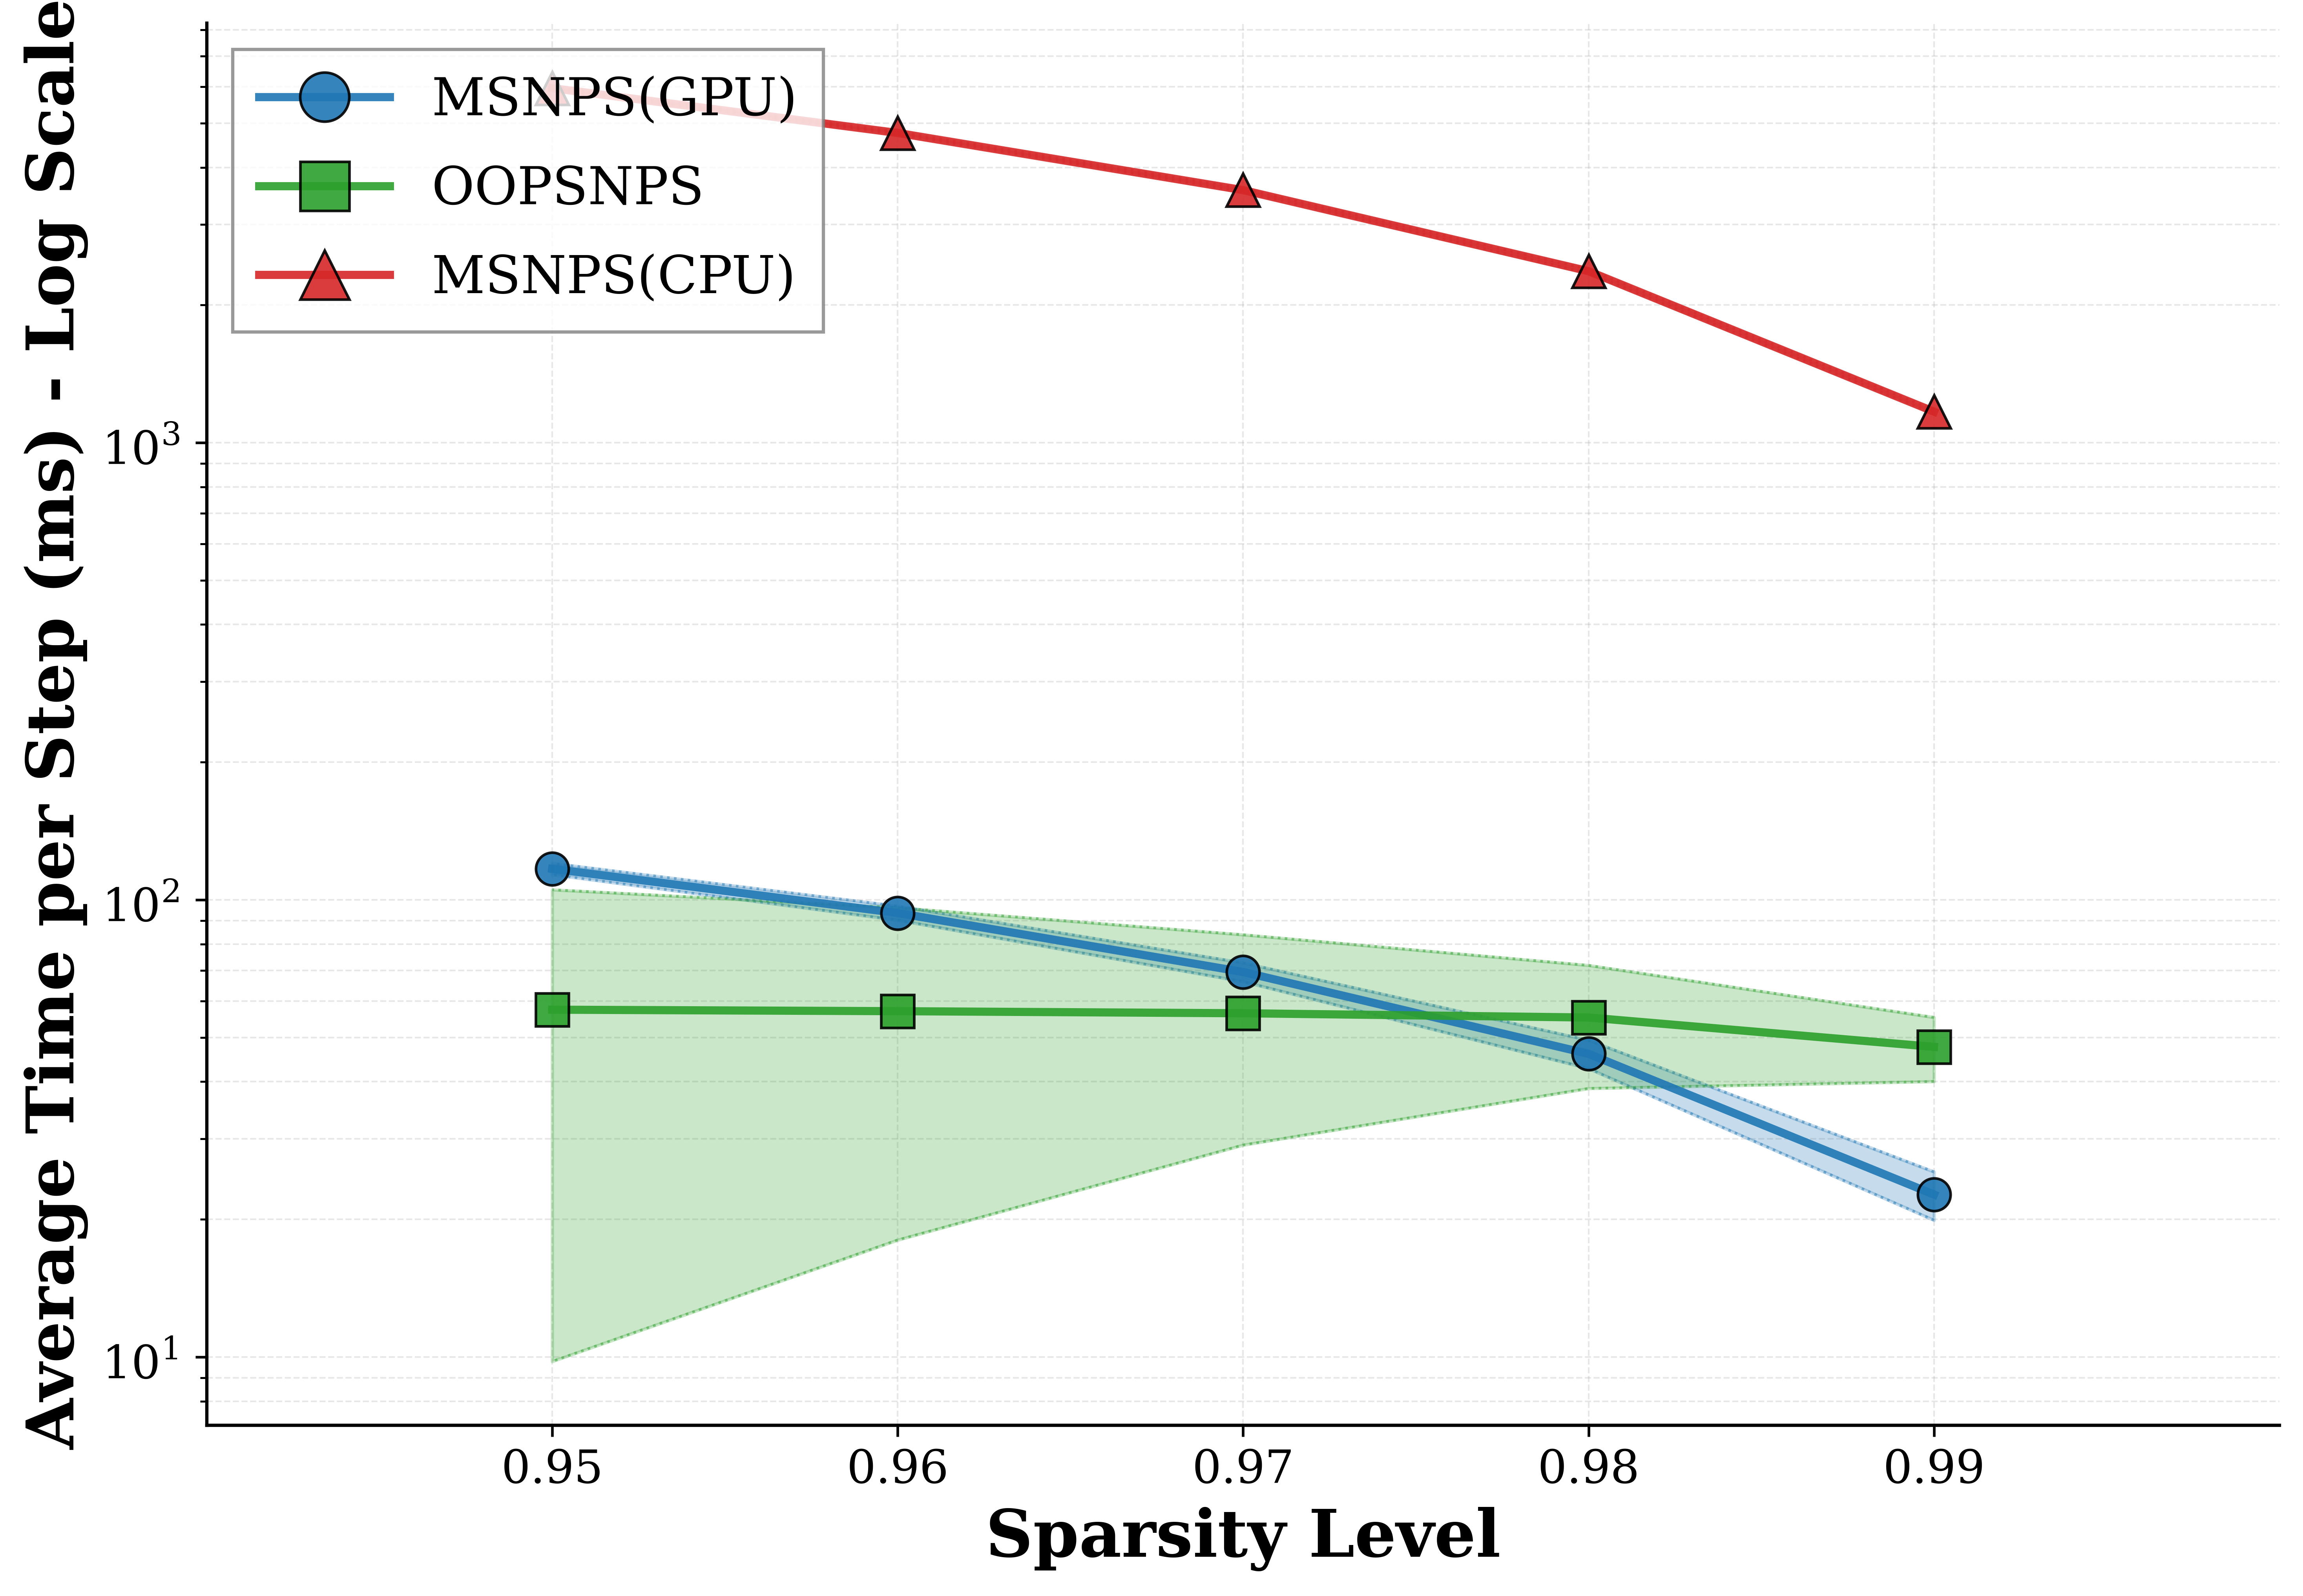 Average Time per Step (ms) - Log Scale
MSNPS(GPU)
OOPSNPS
MSNPS(CPU)
10³
10²
10¹
0.95 0.96 0.97 0.98 0.99
Sparsity Level